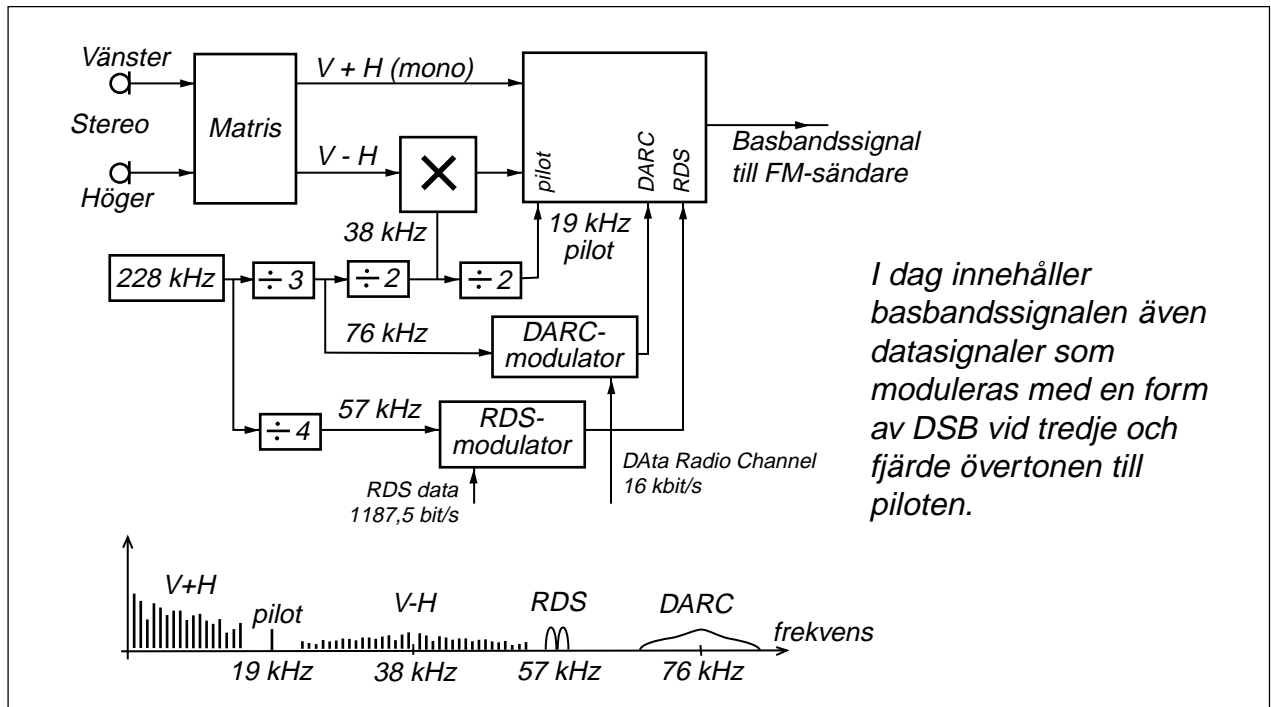 Vänster
Stereo
Höger
Matris
V + H (mono)
V - H
×
38 kHz
pilot
DARC
RDS
19 kHz
pilot
Basbandssignal
till FM-sändare
228 kHz
÷ 3
÷ 2
÷ 2
76 kHz
DARC-
modulator
÷ 4
57 kHz
RDS-
modulator
RDS data
1187,5 bit/s
DAta Radio Channel
16 kbit/s
I dag innehåller
basbandssignalen även
datasignaler som
moduleras med en form
av DSB vid tredje och
fjärde övertonen till
piloten.
V+H
pilot
V-H
RDS
DARC
frekvens
19 kHz
38 kHz
57 kHz
76 kHz